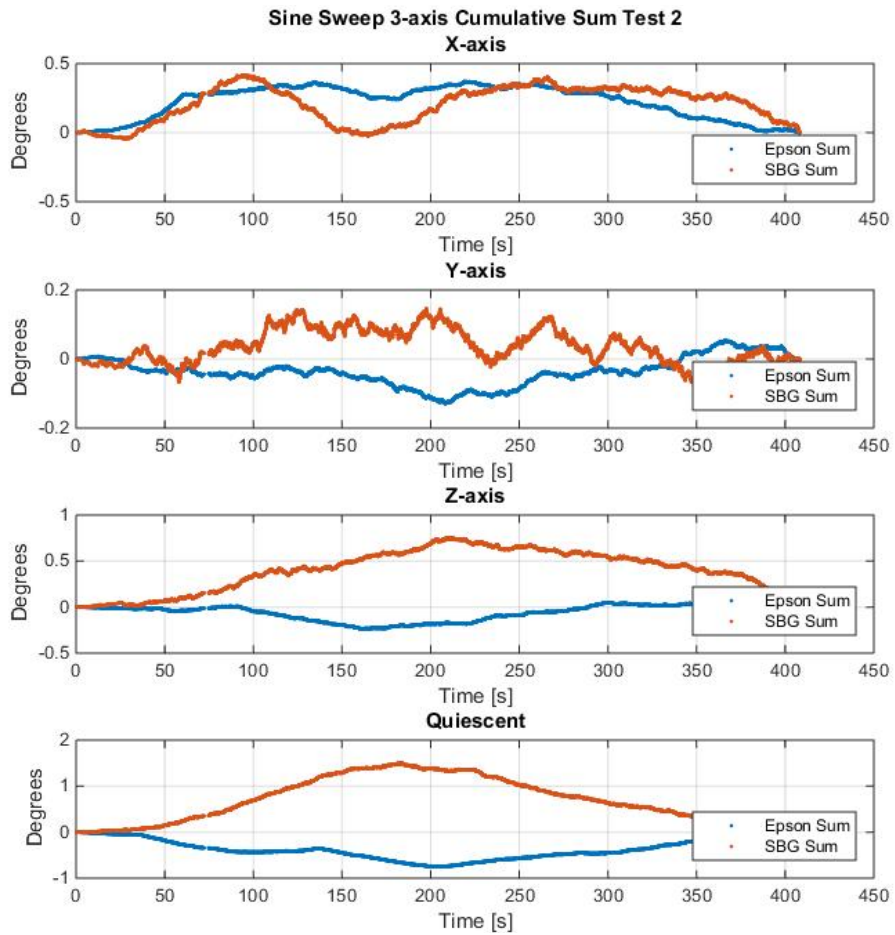 Sine Sweep 3-axis Cumulative Sum Test 2
X-axis
0.5
0
-0.5
Degrees
0 50 100 150 200 250 300 350 400 450
Time [s]
Epson Sum
SBG Sum
Y-axis
0.2
0
-0.2
Degrees
0 50 100 150 200 250 300 350 400 450
Time [s]
Epson Sum
SBG Sum
Z-axis
1
0.5
0
-0.5
Degrees
0 50 100 150 200 250 300 350 400 450
Time [s]
Epson Sum
SBG Sum
Quiescent
2
1
0
-1
Degrees
0 50 100 150 200 250 300 350 400 450
Time [s]
Epson Sum
SBG Sum